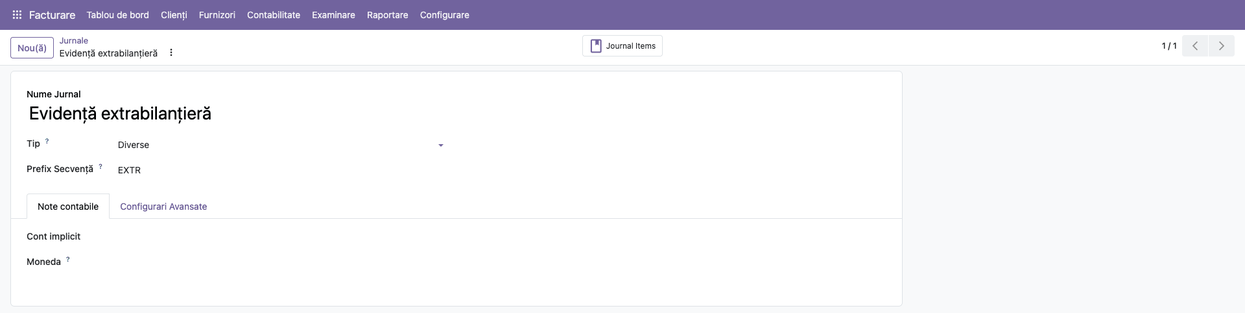 Facturare Tablou de bord Clienți Furnizori Contabilitate Examinare Raportare Configurare
Nou(ă) Jurnale
Evidență extrabilanțieră
Journal Items
1 / 1
Nume Jurnal
Evidență extrabilanțieră
Tip ? Diverse
Prefix Secvență ? EXTR
Note contabile Configurari Avansate
Cont implicit
Moneda ?